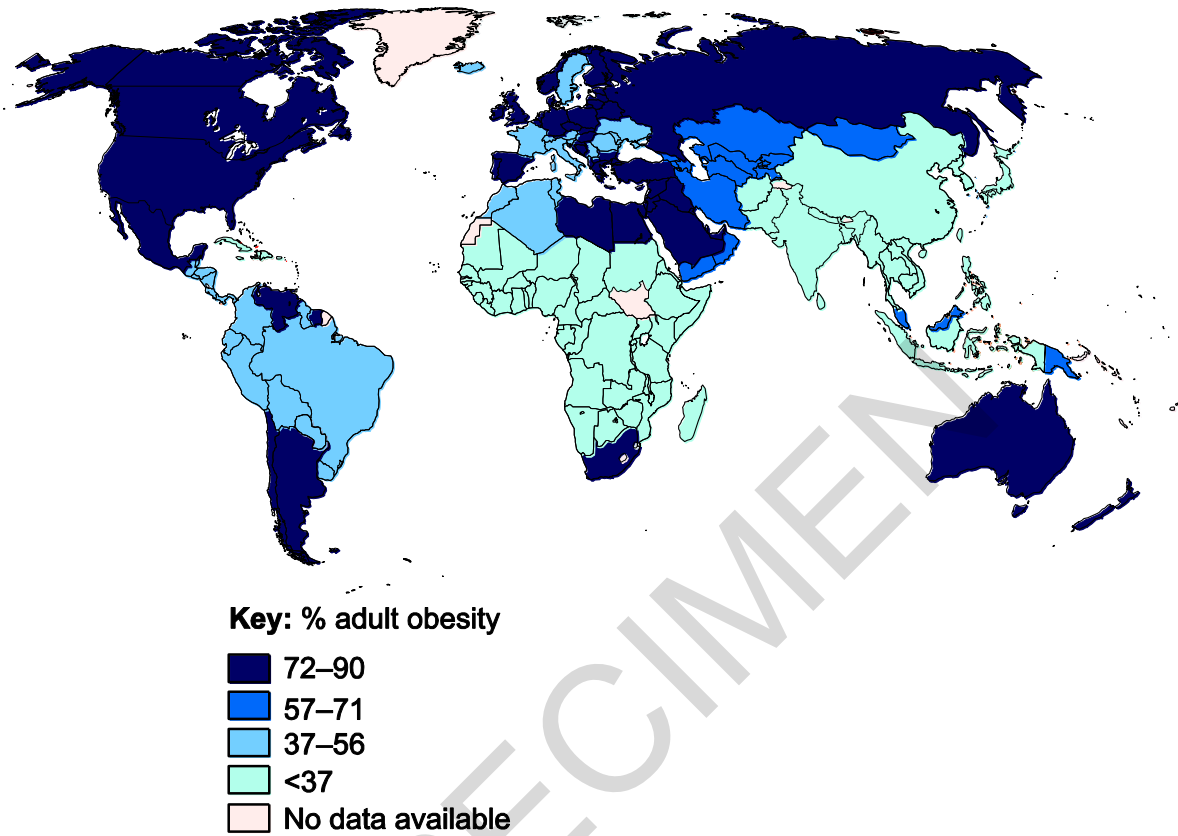 Key: % adult obesity
72–90
57–71
37–56
<37
No data available
SPECIMEN